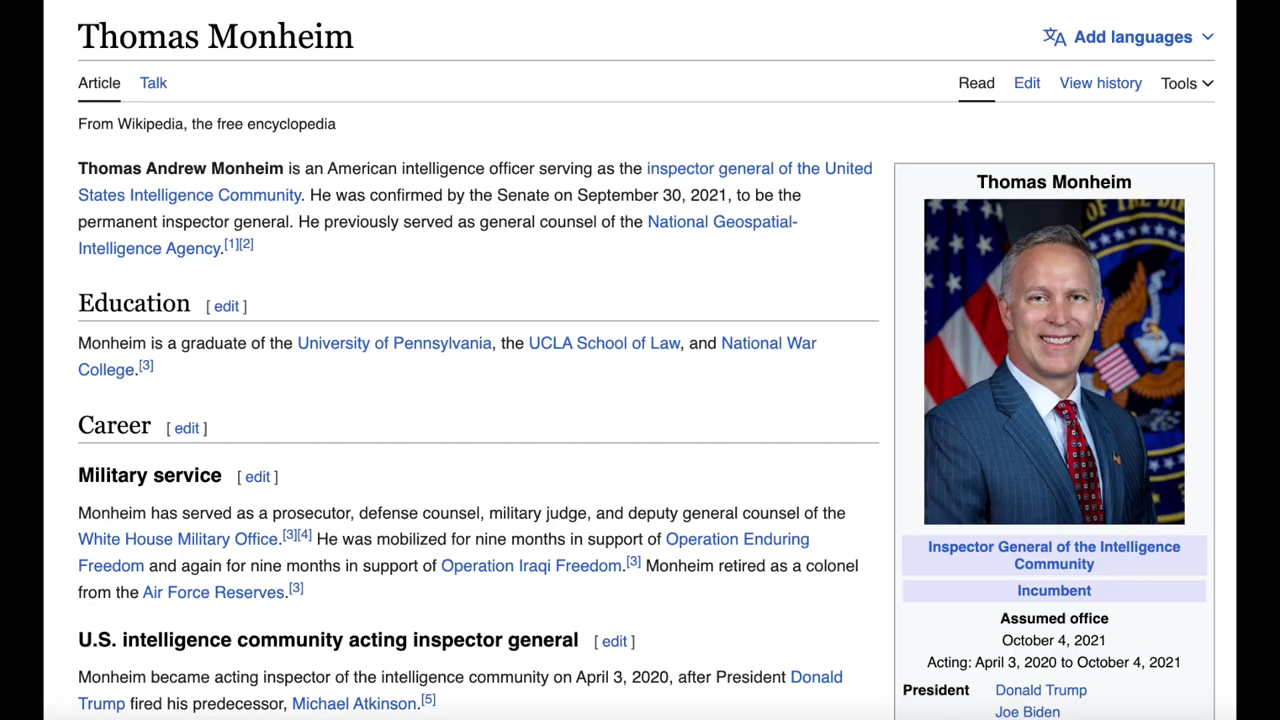 Thomas Monheim
Add languages
Article Talk
Read Edit View history Tools
From Wikipedia, the free encyclopedia
Thomas Andrew Monheim is an American intelligence officer serving as the inspector general of the United
States Intelligence Community. He was confirmed by the Senate on September 30, 2021, to be the
permanent inspector general. He previously served as general counsel of the National Geospatial-
Intelligence Agency.[1][2]
Education [ edit ]
Monheim is a graduate of the University of Pennsylvania, the UCLA School of Law, and National War
College.[3]
Career [ edit ]
Military service [ edit ]
Monheim has served as a prosecutor, defense counsel, military judge, and deputy general counsel of the
White House Military Office.[3][4] He was mobilized for nine months in support of Operation Enduring
Freedom and again for nine months in support of Operation Iraqi Freedom.[3] Monheim retired as a colonel
from the Air Force Reserves.[3]
U.S. intelligence community acting inspector general [ edit ]
Monheim became acting inspector of the intelligence community on April 3, 2020, after President Donald
Trump fired his predecessor, Michael Atkinson.[5]
Thomas Monheim
OF THE DI
Inspector General of the Intelligence
Community
Incumbent
Assumed office
October 4, 2021
Acting: April 3, 2020 to October 4, 2021
President Donald Trump
Joe Biden